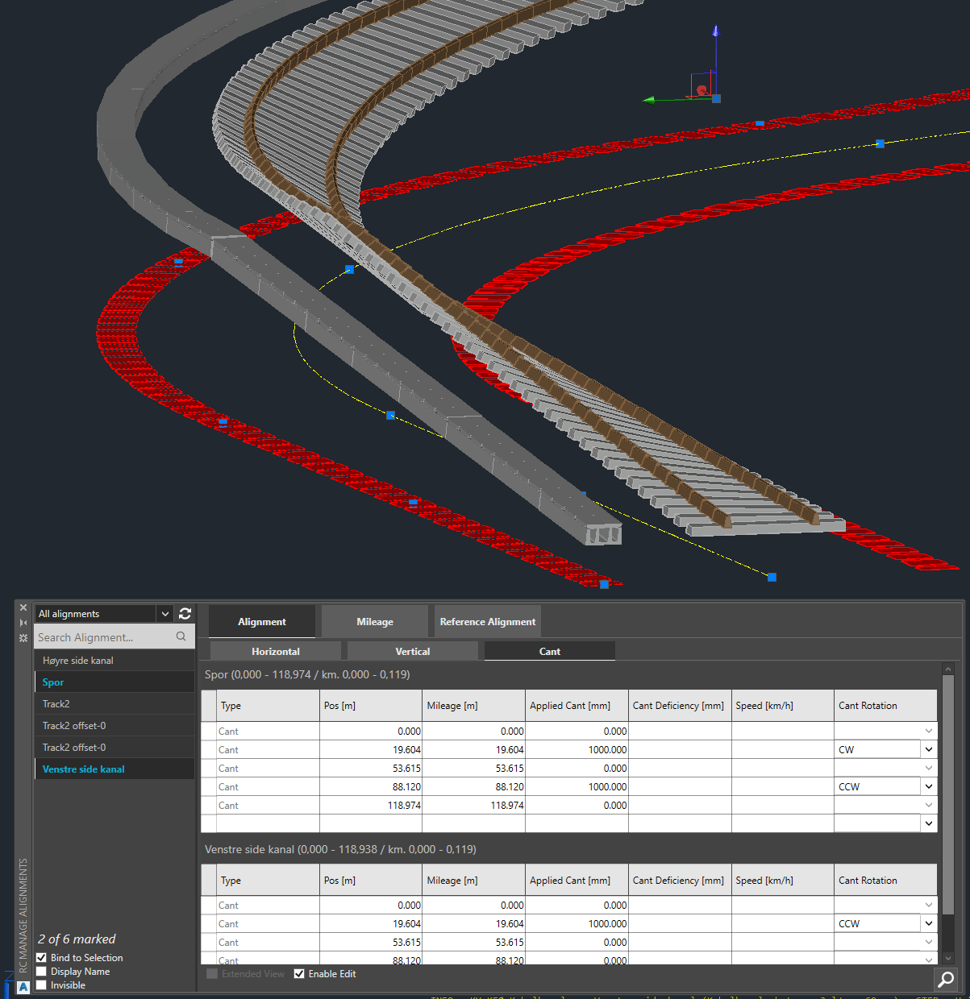 All alignments
Search Alignment...
Høyre side kanal
Spor
Track2
Track2 offset-0
Track2 offset-0
Venstre side kanal
2 of 6 marked
Bind to Selection
Display Name
Invisible
RC MANAGE ALIGNMENTS
A
Alignment Mileage Reference Alignment
Horizontal Vertical Cant
Spor (0,000 - 118,974 / km. 0,000 - 0,119)
Type Pos [m] Mileage [m] Applied Cant [mm] Cant Deficiency [mm] Speed [km/h] Cant Rotation
Cant 0.000 0.000 0.000
Cant 19.604 19.604 1000.000 CW
Cant 53.615 53.615 0.000
Cant 88.120 88.120 1000.000 CCW
Cant 118.974 118.974 0.000
Venstre side kanal (0,000 - 118,938 / km. 0,000 - 0,119)
Type Pos [m] Mileage [m] Applied Cant [mm] Cant Deficiency [mm] Speed [km/h] Cant Rotation
Cant 0.000 0.000 0.000
Cant 19.604 19.604 1000.000 CCW
Cant 53.615 53.615 0.000
Cant 88.120 88.120 0.000
Extended View Enable Edit